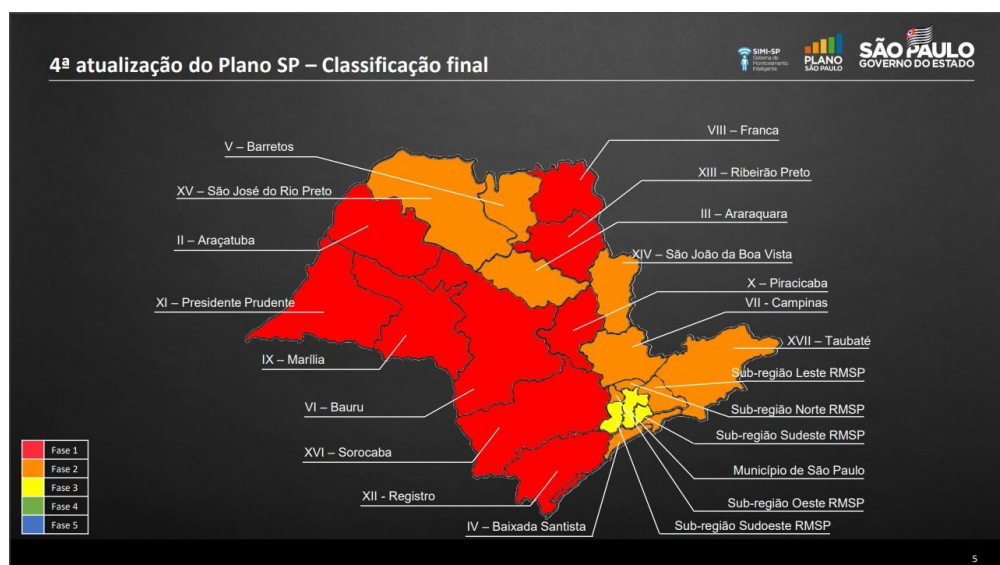 4ª atualização do Plano SP – Classificação final
SIMI-SP
Sistema de
Monitoramento
Inteligente
PLANO
SÃO PAULO
SÃO PAULO
GOVERNO DO ESTADO
VIII – Franca
V – Barretos
XIII – Ribeirão Preto
XV – São José do Rio Preto
III – Araraquara
II – Araçatuba
XIV – São João da Boa Vista
X – Piracicaba
XI – Presidente Prudente
VII - Campinas
XVII – Taubaté
IX – Marília
Sub-região Leste RMSP
VI – Bauru
Sub-região Norte RMSP
Sub-região Sudeste RMSP
XVI – Sorocaba
Município de São Paulo
XII - Registro
Sub-região Oeste RMSP
IV – Baixada Santista
Sub-região Sudoeste RMSP
Fase 1
Fase 2
Fase 3
Fase 4
Fase 5
5